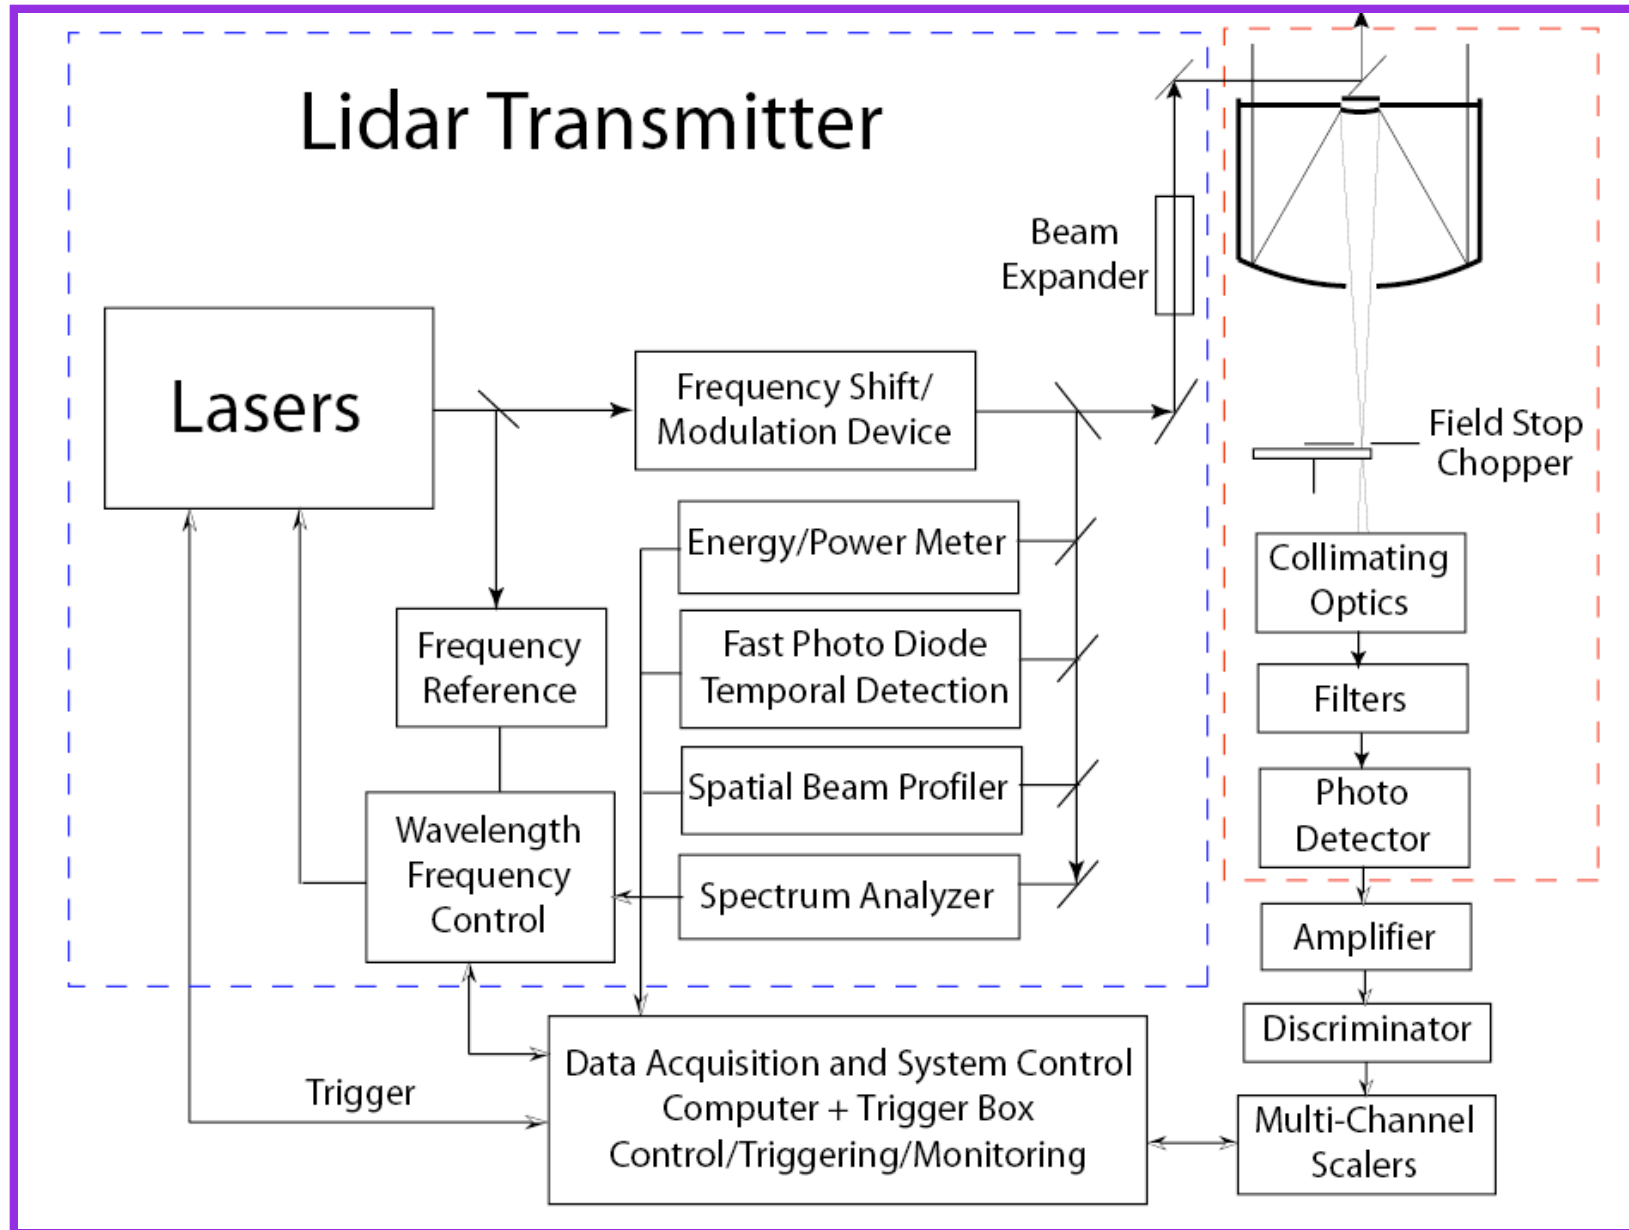 Lidar Transmitter
Beam
Expander
Lasers
Frequency Shift/
Modulation Device
Field Stop
Chopper
Energy/Power Meter
Collimating
Optics
Frequency
Reference
Fast Photo Diode
Temporal Detection
Filters
Spatial Beam Profiler
Photo
Detector
Wavelength
Frequency
Control
Spectrum Analyzer
Amplifier
Discriminator
Trigger
Data Acquisition and System Control
Computer + Trigger Box
Control/Triggering/Monitoring
Multi-Channel
Scalers